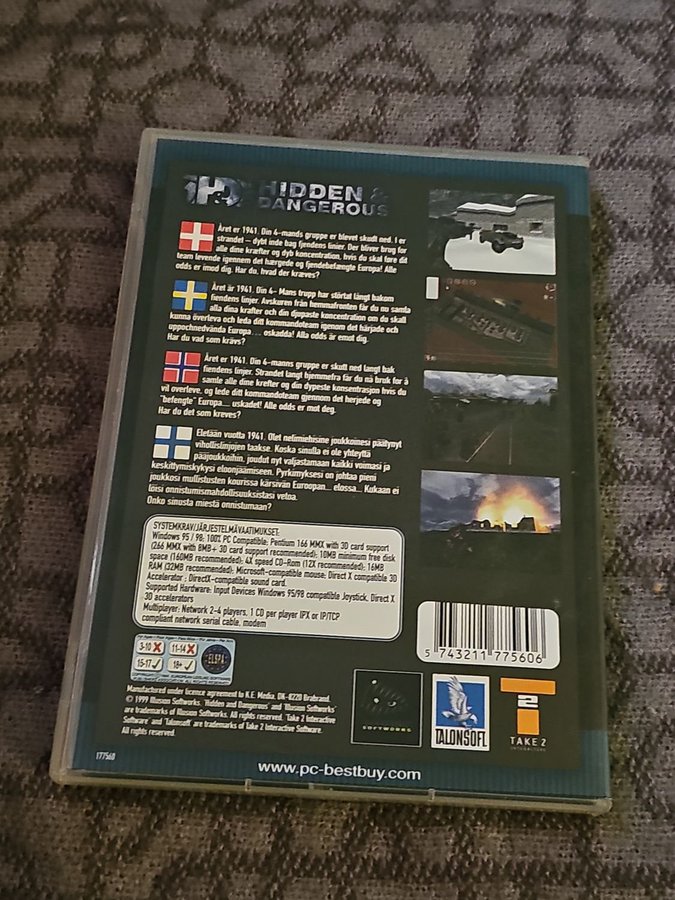 HD HIDDEN &
DANGEROUS
Året er 1941. Din 4-mands gruppe er blevet skudt ned. I er
strandet – dybt inde bag fjendens linier. Der bliver brug for
alle dine kræfter og dyb koncentration, hvis du skal føre dit
team levende igennem det hærgede og fjendebefængte Europa! Alle
odds er imod dig. Har du, hvad der kræves?
Året är 1941. Din 4- Mans trupp har störtat långt bakom
fiendens linjer. Avskuren från hemmafronten får du nu samla
alla dina krafter och din djupaste koncentration om du skall
kunna överleva och leda ditt kommandoteam igenom det härjade och
uppochnedvända Europa... oskadda! Alla odds är emot dig.
Har du vad som krävs?
Året er 1941. Din 4-manns gruppe er skutt ned langt bak
fiendens linjer. Strandet langt hjemmefra får du nå bruk for å
samle alle dine krefter og din dypeste konsentrasjon hvis du
vil overleve, og lede ditt kommandoteam igjennom det herjede og
"befengte" Europa... uskadet! Alle odds er mot deg.
Har du det som kreves?
Eletään vuotta 1941. Olet nelimiehisine joukkoinesi päätynyt
vihollislinjojen taakse. Koska sinulla ei ole yhteyttä
pääjoukkoihin, joudut nyt valjastamaan kaikki voimasi ja
keskittymiskykysi eloonjäämiseen. Pyrkimyksesi on johtaa pieni
joukkosi mullistusten kourissa kärsivän Euroopan... elossa... Kukaan ei
löisi onnistumismahdollisuuksistasi vetoa.
Onko sinusta miestä onnistumaan?
SYSTEMKRAV/JÄRJESTELMÄVAATIMUKSET:
Windows 95 / 98: 100% PC Compatible: Pentium 166 MMX with 3D card support
(266 MMX with 8MB+ 3D card support recommended); 10MB minimum free disk
space (160MB recommended); 4X speed CD-Rom (12X recommended); 16MB
RAM (32MB recommended); Microsoft-compatible mouse; Direct X compatible 3D
Accelerator ; DirectX-compatible sound card.
Supported Hardware: Input Devices Windows 95/98 compatible Joystick, Direct X
3D accelerators
Multiplayer: Network 2-4 players, 1 CD per player IPX or IP/TCP
compliant network serial cable, modem
3-10 11-14
15-17 18+
ELSPA
5 743211 775606
Manufactured under licence agreement to K.E. Media, DK-8220 Brabrand.
© 1999 Illusion Softworks. 'Hidden and Dangerous' and 'Illusion Softworks'
are trademarks of Illusion Softworks. All rights reserved. Take 2 Interactive
Software and 'Talonsoft' are trademarks of Take 2 Interactive Software.
All rights reserved.
SOFTWORKS
TALONSOFT
T2
TAKE 2
INTERACTIVE
177560
www.pc-bestbuy.com